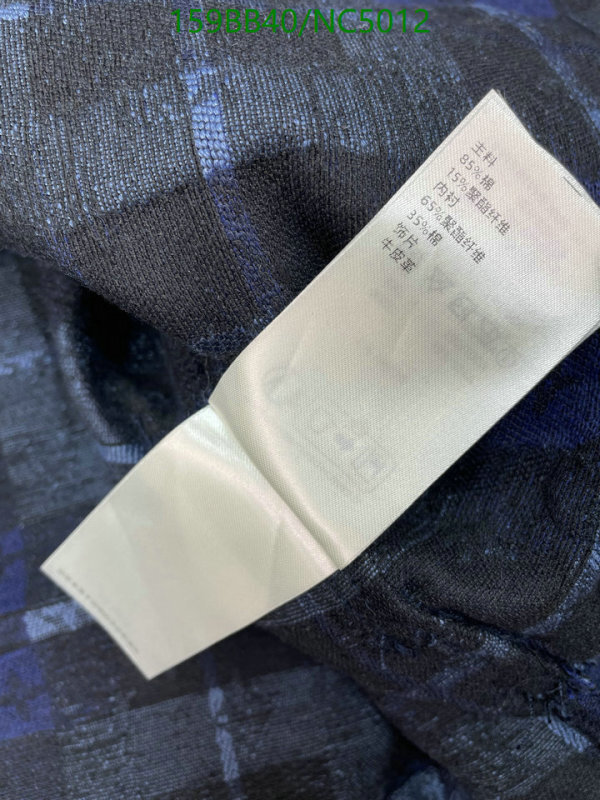 159BB40/NC5012
主料
85%棉
15%聚酯纤维
内衬
65%聚酯纤维
35%棉
饰片
牛皮革